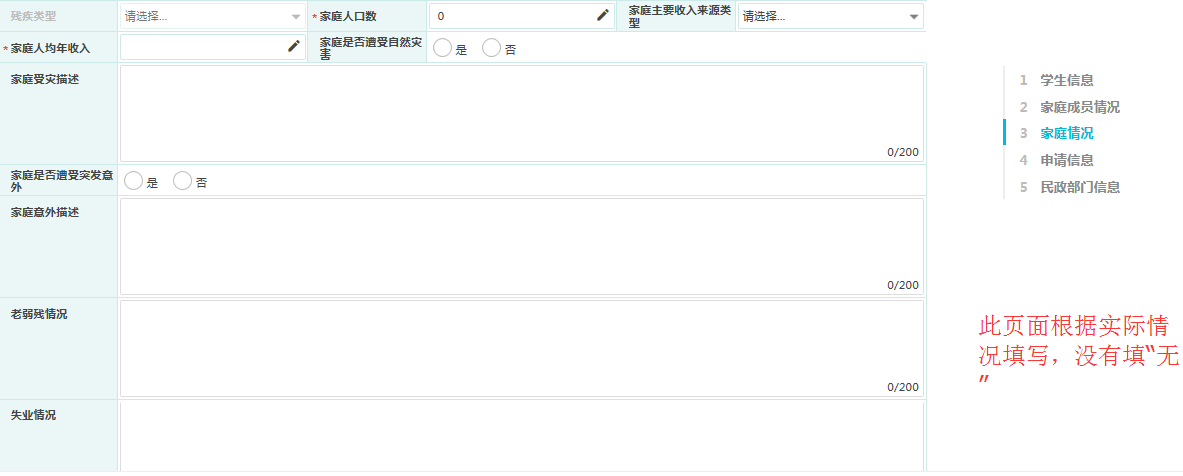 残疾类型
请选择...
* 家庭人口数
0
家庭主要收入来源类
型
请选择...
* 家庭人均年收入
家庭是否遭受自然灾
害
是
否
家庭受灾描述
0/200
家庭是否遭受突发意
外
是
否
家庭意外描述
0/200
老弱残情况
0/200
失业情况
1 学生信息
2 家庭成员情况
3 家庭情况
4 申请信息
5 民政部门信息
此页面根据实际情
况填写，没有填“无
”